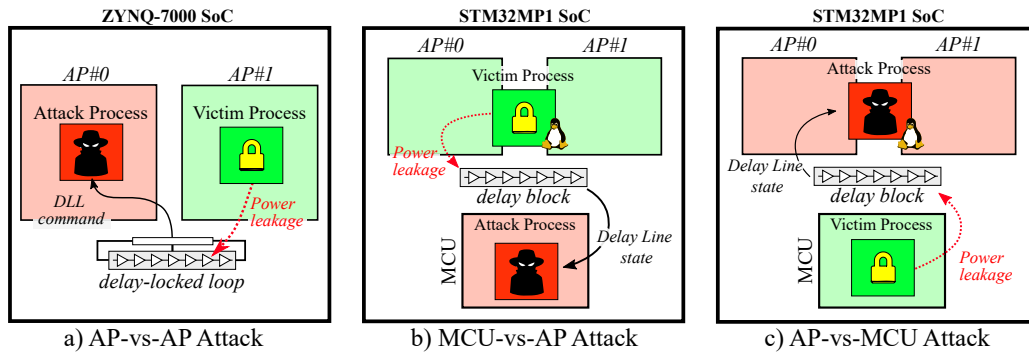 ZYNQ-7000 SoC
AP#0
AP#1
Attack Process
Victim Process
DLL
command
Power
leakage
delay-locked loop
a) AP-vs-AP Attack
STM32MP1 SoC
AP#0
AP#1
Victim Process
Power
leakage
delay block
Attack Process
MCU
Delay Line
state
b) MCU-vs-AP Attack
STM32MP1 SoC
AP#0
AP#1
Attack Process
Delay Line
state
delay block
Victim Process
MCU
Power
leakage
c) AP-vs-MCU Attack